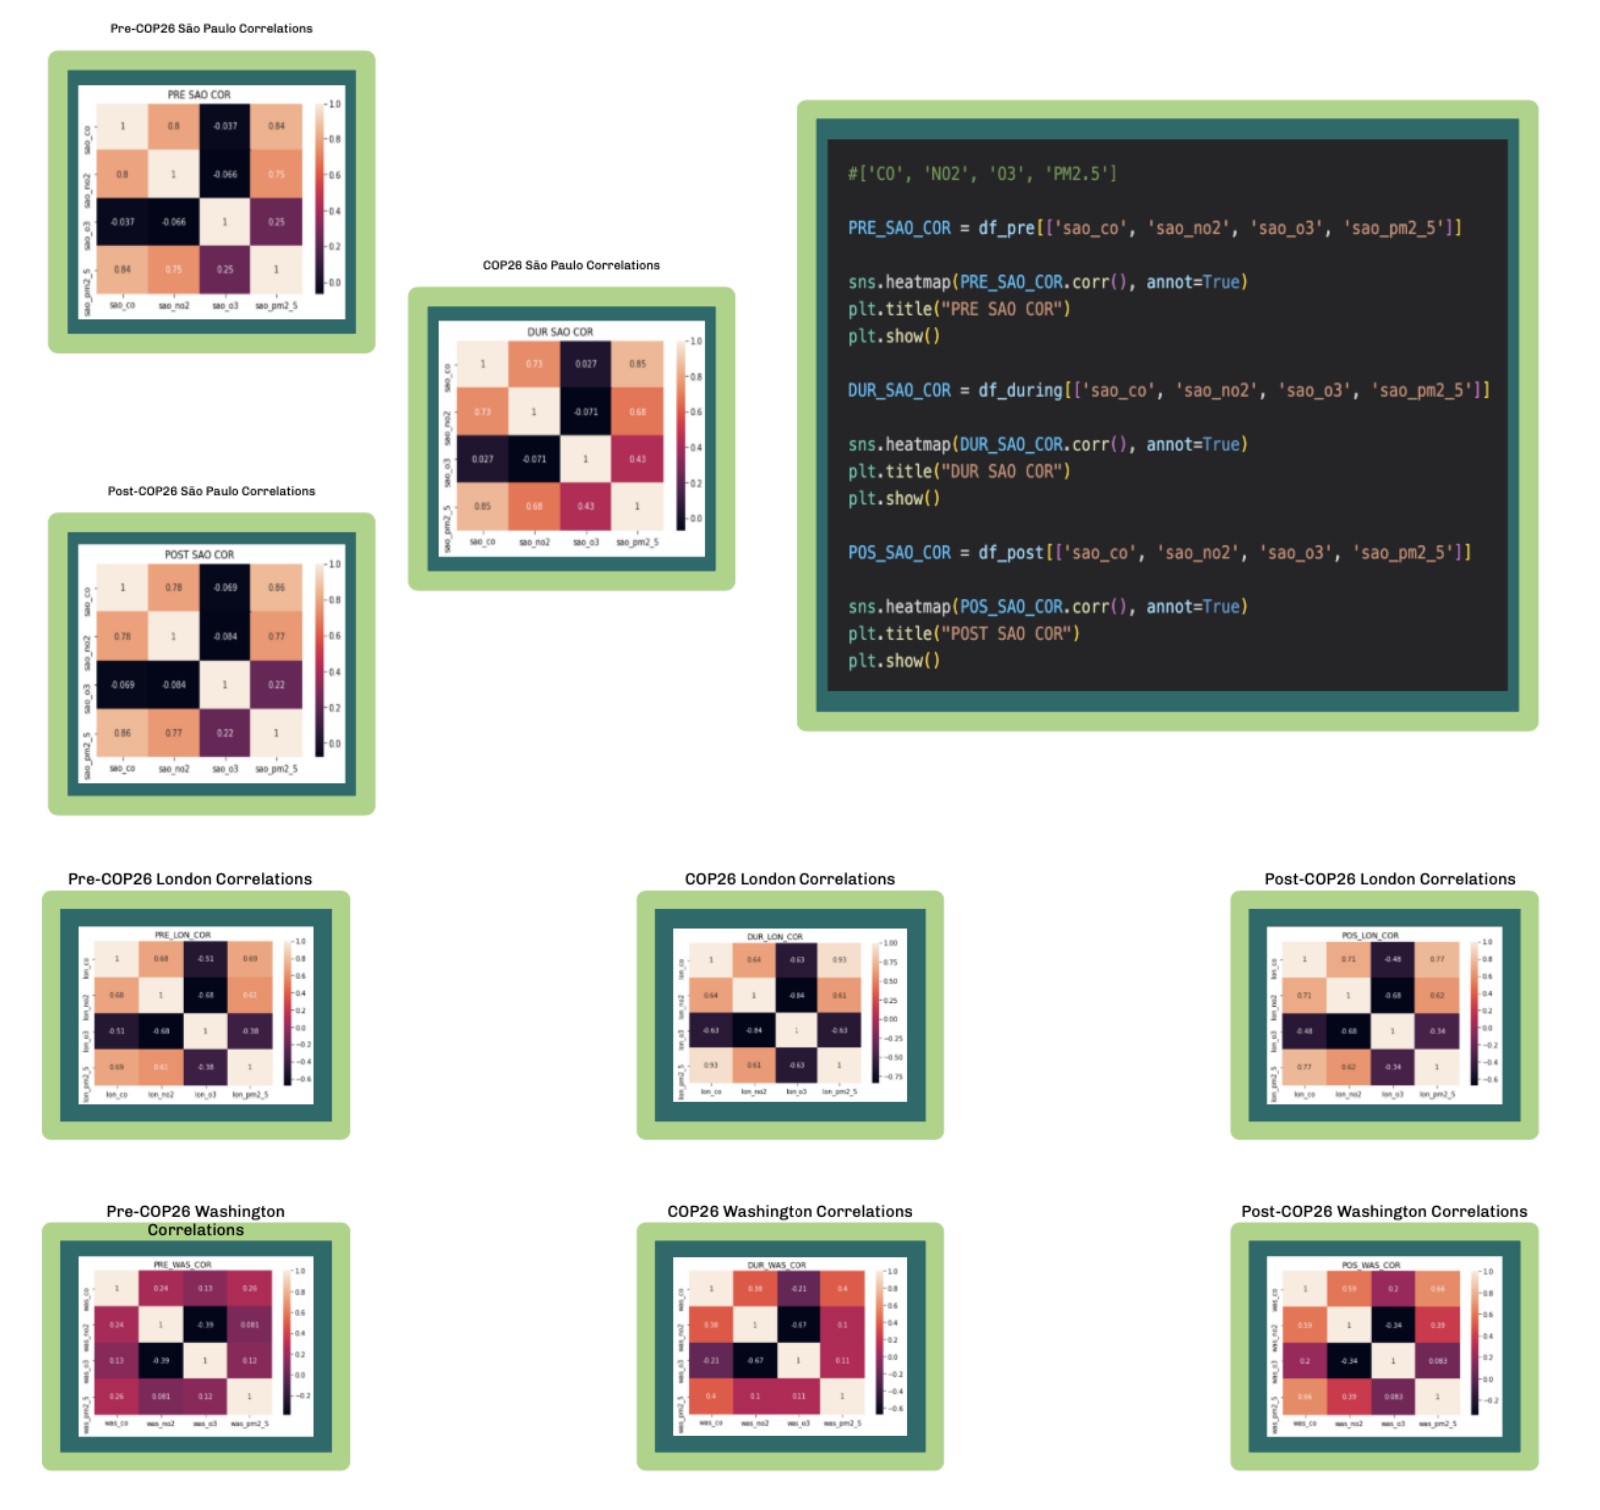 Pre-COP26 São Paulo Correlations
PRE SAO COR
sao_co 1 0.8 -0.037 0.84
sao_no2 0.8 1 -0.066 0.75
sao_o3 -0.037 -0.066 1 0.25
sao_pm2_5 0.84 0.75 0.25 1
sao_co sao_no2 sao_o3 sao_pm2_5
1.0
0.8
0.6
0.4
0.2
0.0
COP26 São Paulo Correlations
DUR SAO COR
sao_co 1 0.73 0.027 0.85
sao_no2 0.73 1 -0.071 0.68
sao_o3 0.027 -0.071 1 0.43
sao_pm2_5 0.85 0.68 0.43 1
sao_co sao_no2 sao_o3 sao_pm2_5
1.0
0.8
0.6
0.4
0.2
0.0
Post-COP26 São Paulo Correlations
POST SAO COR
sao_co 1 0.78 -0.069 0.86
sao_no2 0.78 1 -0.084 0.77
sao_o3 -0.069 -0.084 1 0.22
sao_pm2_5 0.86 0.77 0.22 1
sao_co sao_no2 sao_o3 sao_pm2_5
1.0
0.8
0.6
0.4
0.2
0.0
#['CO', 'NO2', 'O3', 'PM2.5']
PRE_SAO_COR = df_pre[['sao_co', 'sao_no2', 'sao_o3', 'sao_pm2_5']]
sns.heatmap(PRE_SAO_COR.corr(), annot=True)
plt.title("PRE SAO COR")
plt.show()
DUR_SAO_COR = df_during[['sao_co', 'sao_no2', 'sao_o3', 'sao_pm2_5']]
sns.heatmap(DUR_SAO_COR.corr(), annot=True)
plt.title("DUR SAO COR")
plt.show()
POS_SAO_COR = df_post[['sao_co', 'sao_no2', 'sao_o3', 'sao_pm2_5']]
sns.heatmap(POS_SAO_COR.corr(), annot=True)
plt.title("POST SAO COR")
plt.show()
Pre-COP26 London Correlations
PRE_LON_COR
lon_co 1 0.68 -0.51 0.69
lon_no2 0.68 1 -0.68 0.61
lon_o3 -0.51 -0.68 1 -0.38
lon_pm2_5 0.69 0.61 -0.38 1
lon_co lon_no2 lon_o3 lon_pm2_5
1.0
0.8
0.6
0.4
0.2
0.0
-0.2
-0.4
-0.6
COP26 London Correlations
DUR_LON_COR
lon_co 1 0.64 -0.63 0.93
lon_no2 0.64 1 -0.84 0.61
lon_o3 -0.63 -0.84 1 -0.63
lon_pm2_5 0.93 0.61 -0.63 1
lon_co lon_no2 lon_o3 lon_pm2_5
1.00
0.75
0.50
0.25
0.00
-0.25
-0.50
-0.75
Post-COP26 London Correlations
POS_LON_COR
lon_co 1 0.71 -0.48 0.77
lon_no2 0.71 1 -0.68 0.62
lon_o3 -0.48 -0.68 1 -0.34
lon_pm2_5 0.77 0.62 -0.34 1
lon_co lon_no2 lon_o3 lon_pm2_5
1.0
0.8
0.6
0.4
0.2
0.0
-0.2
-0.4
-0.6
Pre-COP26 Washington
Correlations
PRE_WAS_COR
was_co 1 0.24 0.13 0.26
was_no2 0.24 1 -0.39 0.081
was_o3 0.13 -0.39 1 0.12
was_pm2_5 0.26 0.081 0.12 1
was_co was_no2 was_o3 was_pm2_5
1.0
0.8
0.6
0.4
0.2
0.0
-0.2
COP26 Washington Correlations
DUR_WAS_COR
was_co 1 0.38 -0.21 0.4
was_no2 0.38 1 -0.67 0.1
was_o3 -0.21 -0.67 1 0.11
was_pm2_5 0.4 0.1 0.11 1
was_co was_no2 was_o3 was_pm2_5
1.0
0.8
0.6
0.4
0.2
0.0
-0.2
-0.4
-0.6
Post-COP26 Washington Correlations
POS_WAS_COR
was_co 1 0.59 0.2 0.66
was_no2 0.59 1 -0.34 0.39
was_o3 0.2 -0.34 1 0.083
was_pm2_5 0.66 0.39 0.083 1
was_co was_no2 was_o3 was_pm2_5
1.0
0.8
0.6
0.4
0.2
0.0
-0.2